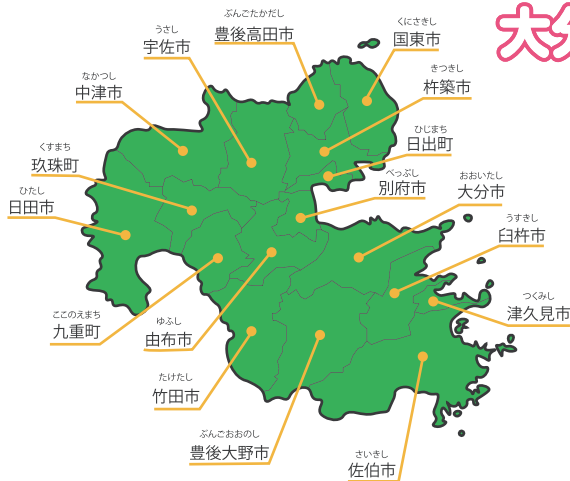 大分
ぶんごたかだし
豊後高田市
くにさきし
国東市
うさし
宇佐市
きつきし
杵築市
なかつし
中津市
ひじまち
日出町
くすまち
玖珠町
べっぷし
別府市
おおいたし
大分市
ひたし
日田市
うすきし
臼杵市
つくみし
津久見市
ここのえまち
九重町
ゆふし
由布市
たけたし
竹田市
ぶんごおおのし
豊後大野市
さいきし
佐伯市